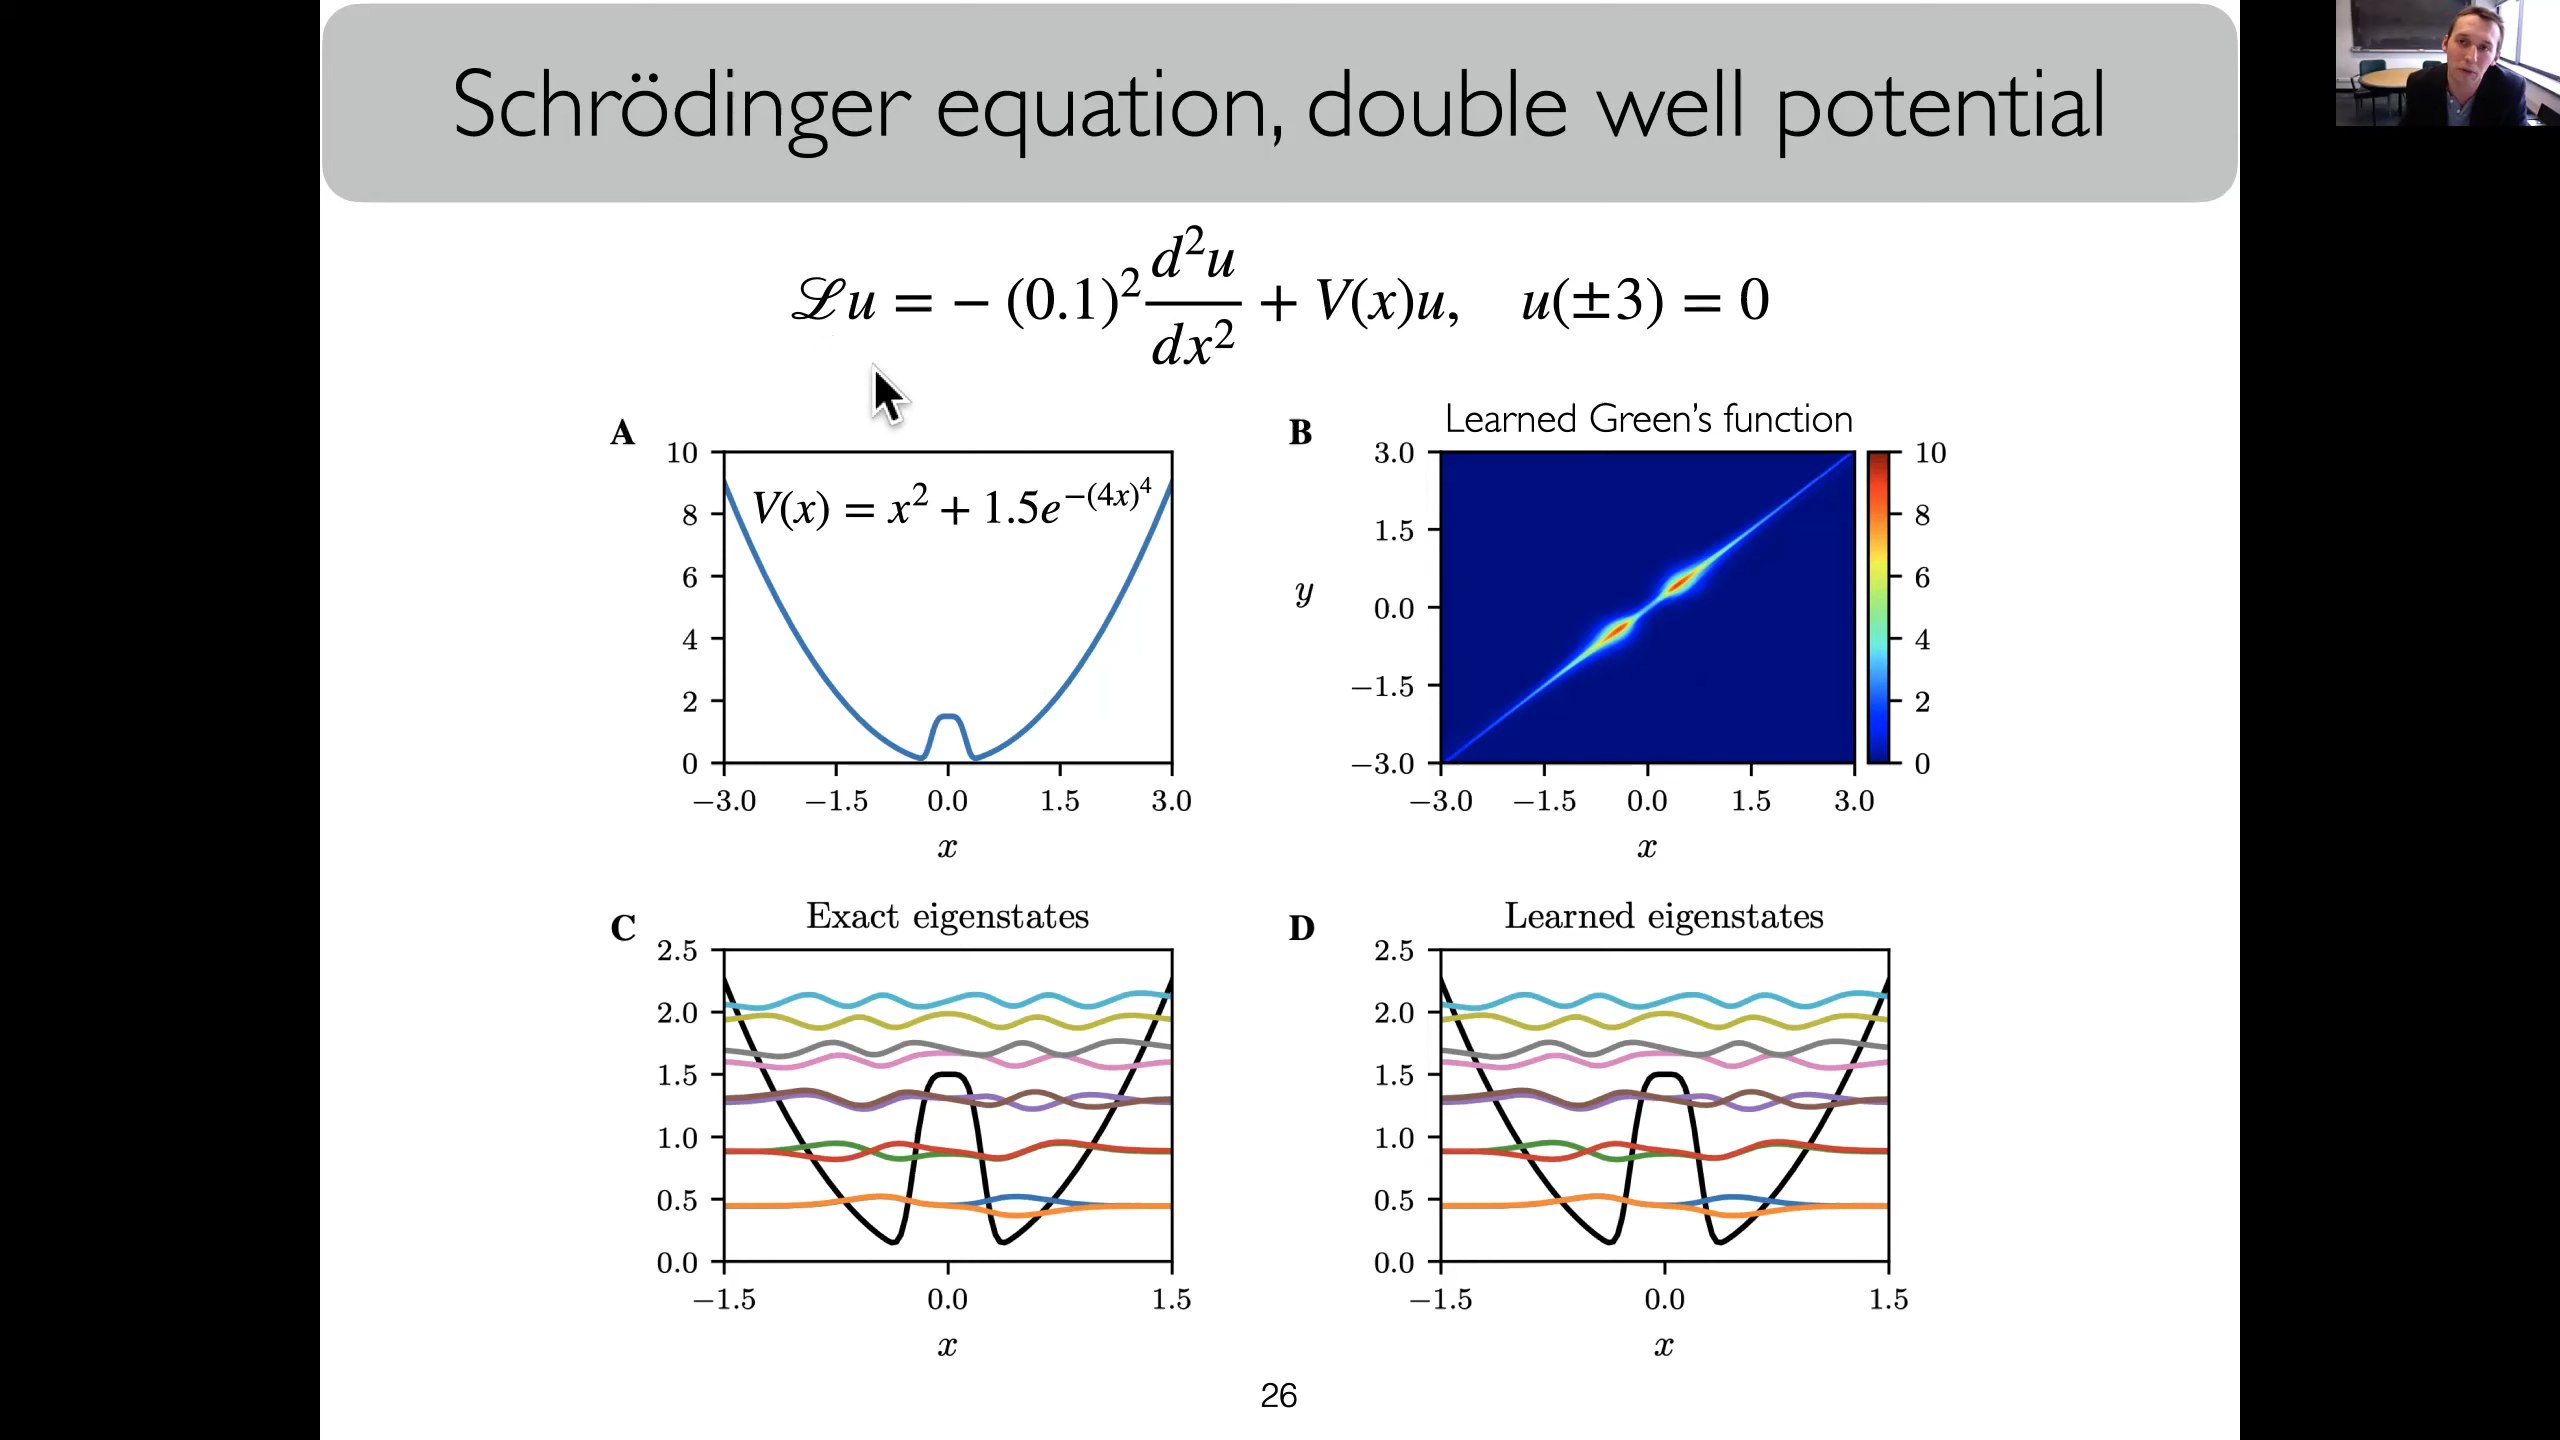 Schrödinger equation, double well potential
ℒu = − (0.1)² d²u/dx² + V(x)u, u(±3) = 0
A
10
8
6
4
2
0
V(x) = x² + 1.5e^−(4x)⁴
−3.0 −1.5 0.0 1.5 3.0
x
B
Learned Green's function
3.0
1.5
0.0
−1.5
−3.0
y
−3.0 −1.5 0.0 1.5 3.0
x
10
8
6
4
2
0
C
Exact eigenstates
2.5
2.0
1.5
1.0
0.5
0.0
−1.5 0.0 1.5
x
D
Learned eigenstates
2.5
2.0
1.5
1.0
0.5
0.0
−1.5 0.0 1.5
x
26